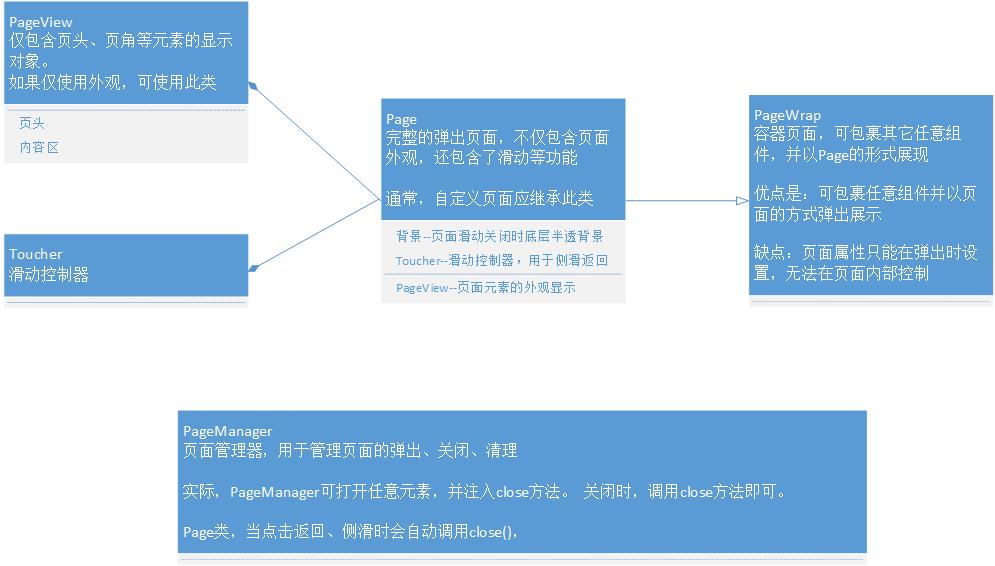 PageView
仅包含页头、页角等元素的显示
对象。
如果仅使用外观，可使用此类
页头
内容区
Toucher
滑动控制器
Page
完整的弹出页面，不仅包含页面
外观，还包含了滑动等功能
通常，自定义页面应继承此类
背景--页面滑动关闭时底层半透背景
Toucher--滑动控制器，用于侧滑返回
PageView--页面元素的外观显示
PageWrap
容器页面，可包裹其它任意组
件，并以Page的形式展现
优点是：可包裹任意组件并以页
面的方式弹出展示
缺点：页面属性只能在弹出时设
置，无法在页面内部控制
PageManager
页面管理器，用于管理页面的弹出、关闭、清理
实际，PageManager可打开任意元素，并注入close方法。 关闭时，调用close方法即可。
Page类，当点击返回、侧滑时会自动调用close(),